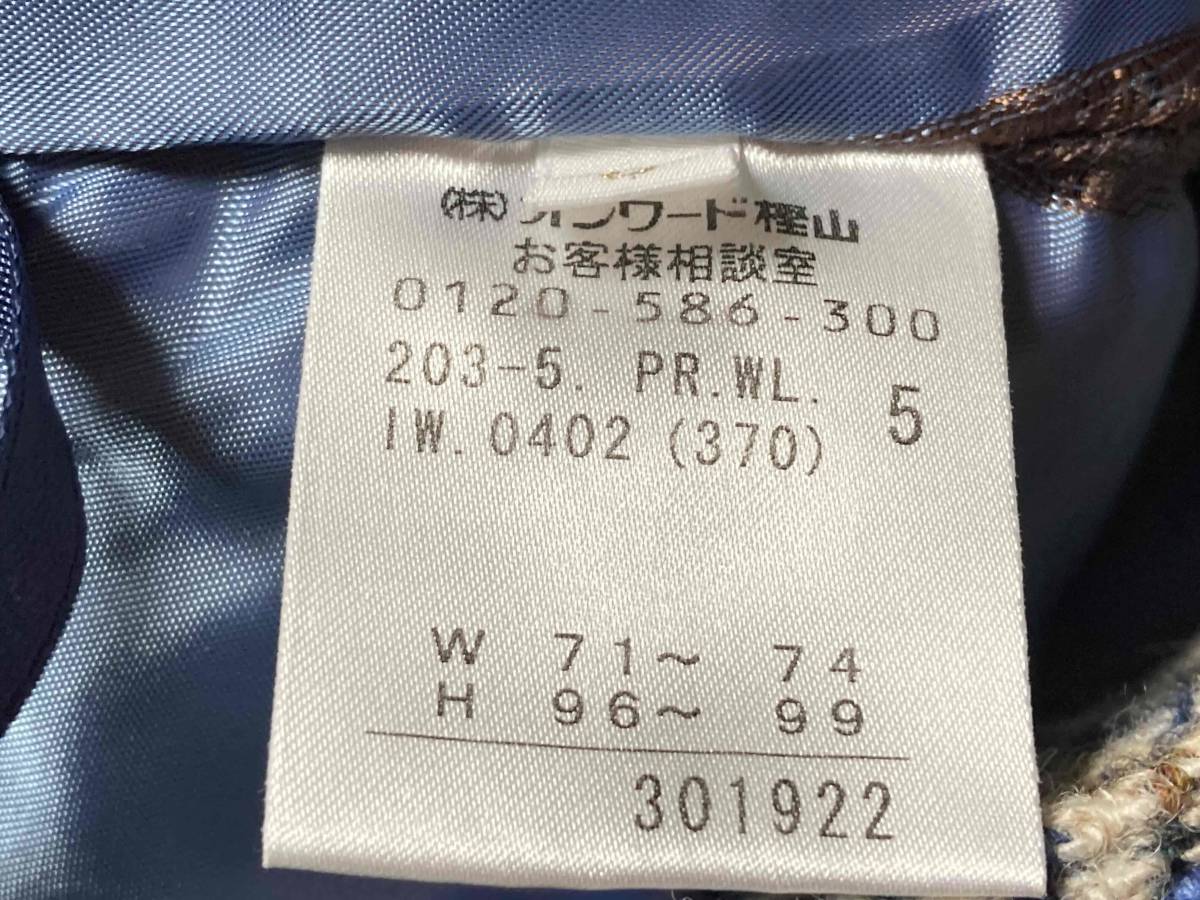 (株)オンワード樫山
お客様相談室
0120-586-300
203-5. PR.WL.
5
IW.0402(370)
W 71~ 74
H 96~ 99
301922